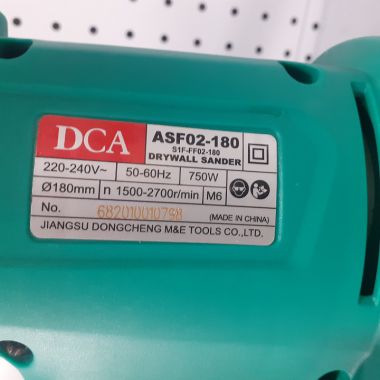 DCA
ASF02-180
S1F-FF02-180
DRYWALL SANDER
220-240V~ 50-60Hz 750W
Ø180mm n 1500-2700r/min M6
No. (MADE IN CHINA)
JIANGSU DONGCHENG M&E TOOLS CO.,LTD.